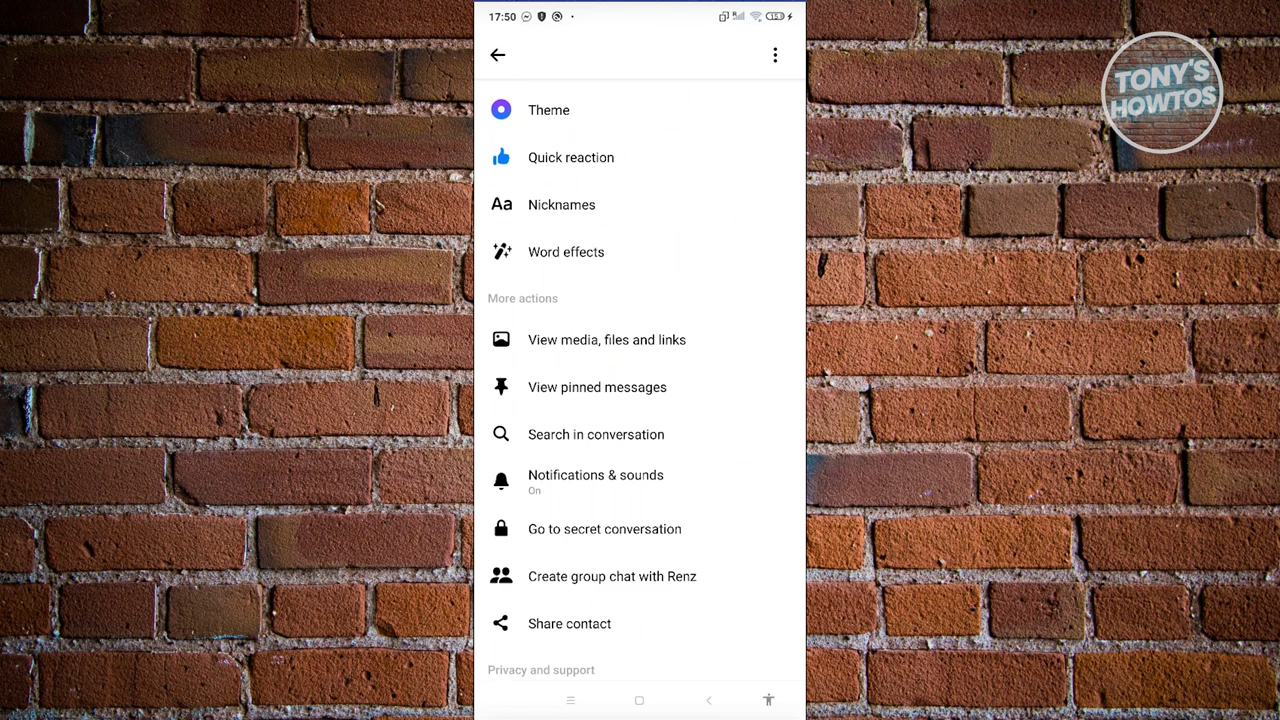 17:50
TONY'S
HOWTOS
Theme
Quick reaction
Aa Nicknames
Word effects
More actions
View media, files and links
View pinned messages
Search in conversation
Notifications & sounds
On
Go to secret conversation
Create group chat with Renz
Share contact
Privacy and support